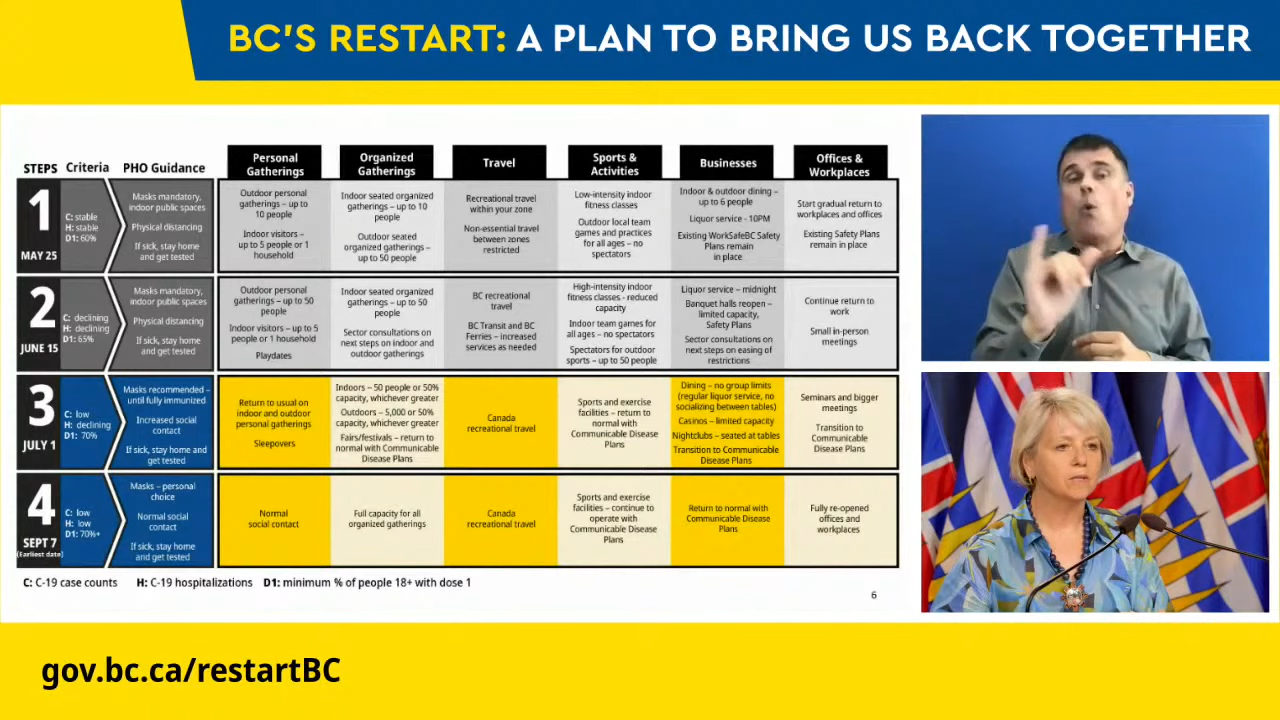 BC'S RESTART: A PLAN TO BRING US BACK TOGETHER
STEPS
Criteria
PHO Guidance
Personal
Gatherings
Organized
Gatherings
Travel
Sports &
Activities
Businesses
Offices &
Workplaces
1
MAY 25
C: stable
H: stable
D1: 60%
Masks mandatory,
indoor public spaces
Physical distancing
If sick, stay home
and get tested
Outdoor personal
gatherings – up to
10 people
Indoor visitors –
up to 5 people or 1
household
Indoor seated organized
gatherings – up to 10
people
Outdoor seated
organized gatherings –
up to 50 people
Recreational travel
within your zone
Non-essential travel
between zones
restricted
Low-intensity indoor
fitness classes
Outdoor local team
games and practices
for all ages – no
spectators
Indoor & outdoor dining –
up to 6 people
Liquor service - 10PM
Existing WorkSafeBC Safety
Plans remain
in place
Start gradual return to
workplaces and offices
Existing Safety Plans
remain in place
2
JUNE 15
C: declining
H: declining
D1: 65%
Masks mandatory,
indoor public spaces
Physical distancing
If sick, stay home
and get tested
Outdoor personal
gatherings – up to 50
people
Indoor visitors – up to 5
people or 1 household
Playdates
Indoor seated organized
gatherings – up to 50
people
Sector consultations on
next steps on indoor and
outdoor gatherings
BC recreational
travel
BC Transit and BC
Ferries – increased
services as needed
High-intensity indoor
fitness classes - reduced
capacity
Indoor team games for
all ages – no spectators
Spectators for outdoor
sports – up to 50 people
Liquor service – midnight
Banquet halls reopen –
limited capacity,
Safety Plans
Sector consultations on
next steps on easing of
restrictions
Continue return to
work
Small in-person
meetings
3
JULY 1
C: low
H: declining
D1: 70%
Masks recommended –
until fully immunized
Increased social
contact
If sick, stay home and
get tested
Return to usual on
indoor and outdoor
personal gatherings
Sleepovers
Indoors – 50 people or 50%
capacity, whichever greater
Outdoors – 5,000 or 50%
capacity, whichever greater
Fairs/festivals – return to
normal with Communicable
Disease Plans
Canada
recreational travel
Sports and exercise
facilities – return to
normal with
Communicable Disease
Plans
Dining – no group limits
(regular liquor service, no
socializing between tables)
Casinos – limited capacity
Nightclubs – seated at tables
Transition to Communicable
Disease Plans
Seminars and bigger
meetings
Transition to
Communicable
Disease Plans
4
SEPT 7
(Earliest date)
C: low
H: low
D1: 70%+
Masks – personal
choice
Normal social
contact
If sick, stay home
and get tested
Normal
social contact
Full capacity for all
organized gatherings
Canada
recreational travel
Sports and exercise
facilities – continue to
operate with
Communicable Disease
Plans
Return to normal with
Communicable Disease
Plans
Fully re-opened
offices and
workplaces
C: C-19 case counts H: C-19 hospitalizations D1: minimum % of people 18+ with dose 1
6
gov.bc.ca/restartBC